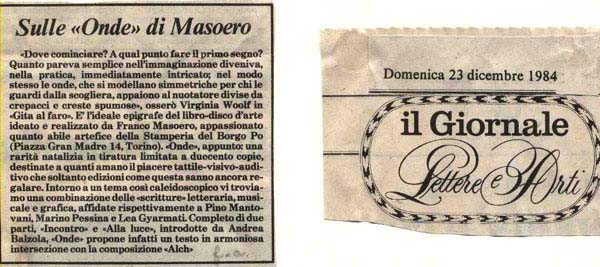 Sulle «Onde» di Masoero
«Dove cominciare? A qual punto fare il primo segno?
Quanto pareva semplice nell'immaginazione diveniva,
nella pratica, immediatamente intricato; nel modo
stesso le onde, che si modellano simmetriche per chi le
guardi dalla scogliera, appaiono al nuotatore divise da
crepacci e creste spumose», osserò Virginia Woolf in
«Gita al faro». E' l'ideale epigrafe del libro-disco d'arte
ideato e realizzato da Franco Masoero, appassionato
quanto abile artefice della Stamperia del Borgo Po
(Piazza Gran Madre 14, Torino). «Onde», appunto: una
rarità natalizia in tiratura limitata a duecento copie,
destinate a quanti amano il piacere tattile-visivo-audi-
tivo che soltanto edizioni come questa sanno ancora re-
galare. Intorno a un tema così caleidoscopico vi trovia-
mo una combinazione delle «scritture» letteraria, musi-
cale e grafica, affidate rispettivamente a Pino Manto-
vani, Marino Pessina e Lea Gyarmati. Completo di due
parti, «Incontro» e «Alla luce», introdotte da Andrea
Balzola, «Onde» propone infatti un testo in armoniosa
intersezione con la composizione «Alch»
Domenica 23 dicembre 1984
il Giornale
Lettere e Arti